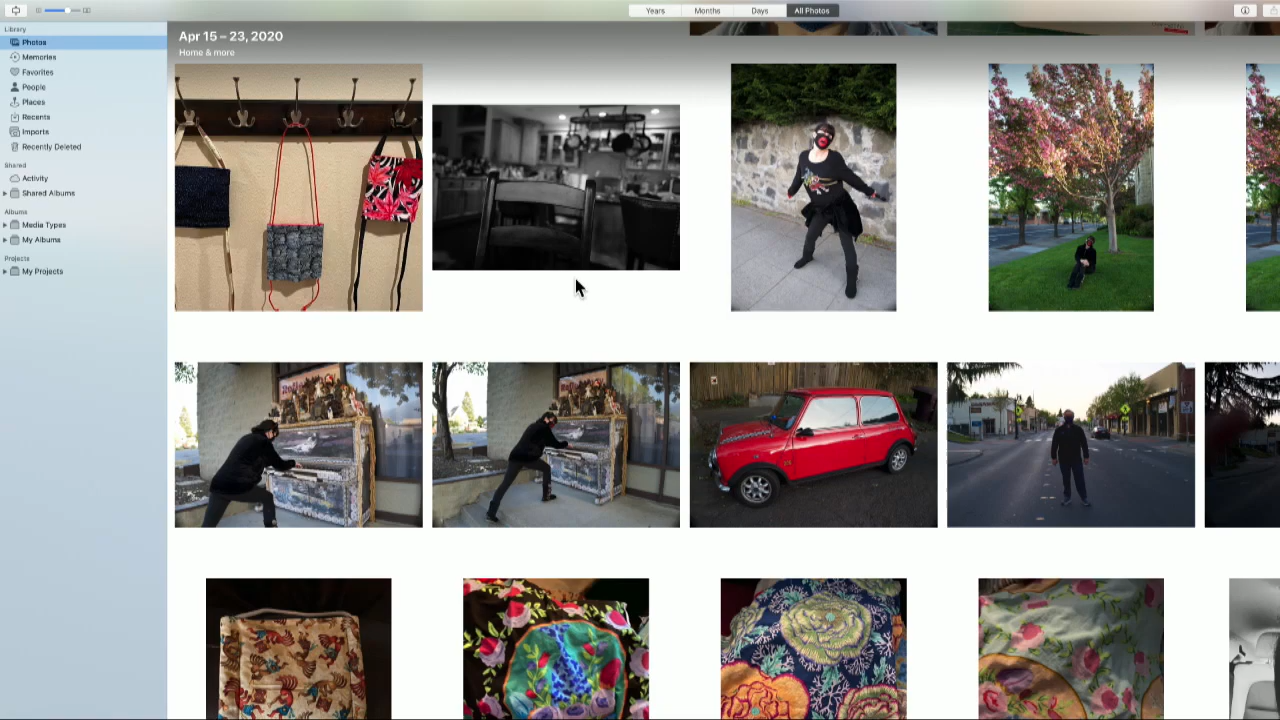 Years Months Days All Photos
Library
Photos
Memories
Favorites
People
Places
Recents
Imports
Recently Deleted
Shared
Activity
Shared Albums
Albums
Media Types
My Albums
Projects
My Projects
Apr 15 – 23, 2020
Home & more